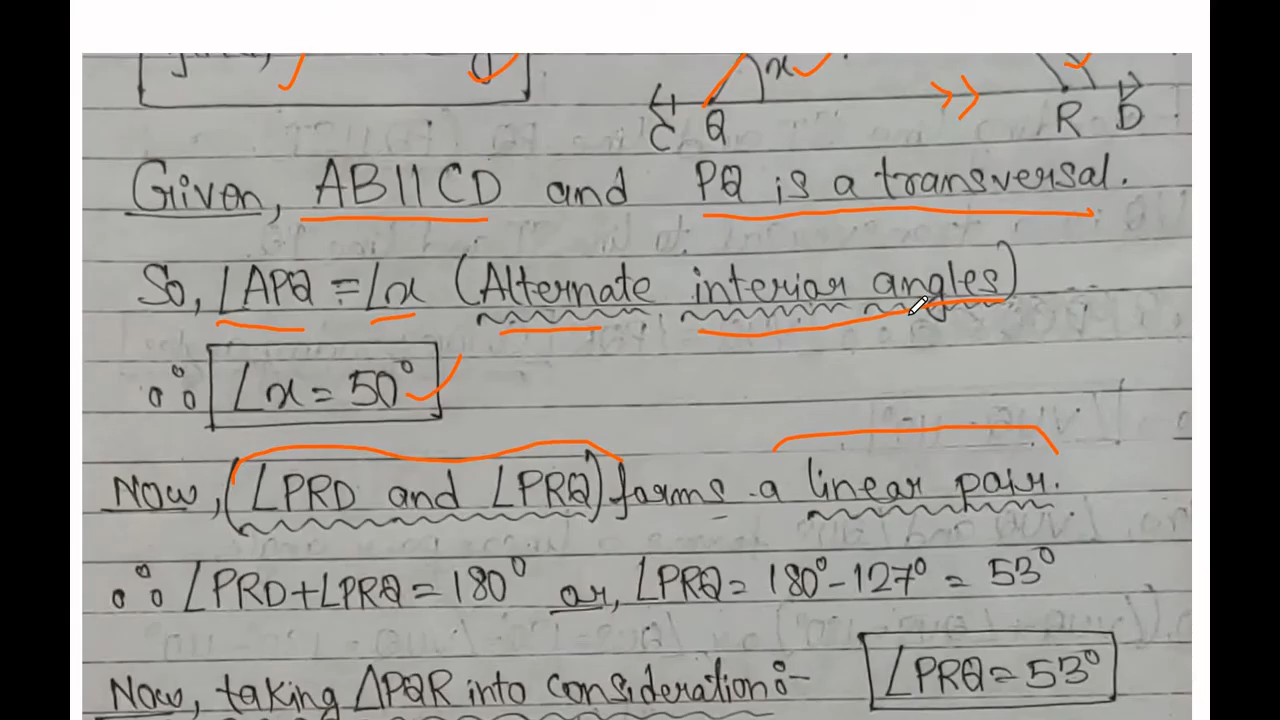 x
C Q R D
Given, AB||CD and PQ is a transversal.
So, ∠APQ = ∠x (Alternate interior angles)
∴ ∠x = 50°
Now, (∠PRD and ∠PRQ) forms a linear pair.
∴ ∠PRD + ∠PRQ = 180° or, ∠PRQ = 180° - 127° = 53°
Now, taking ΔPQR into consideration:- ∠PRQ = 53°